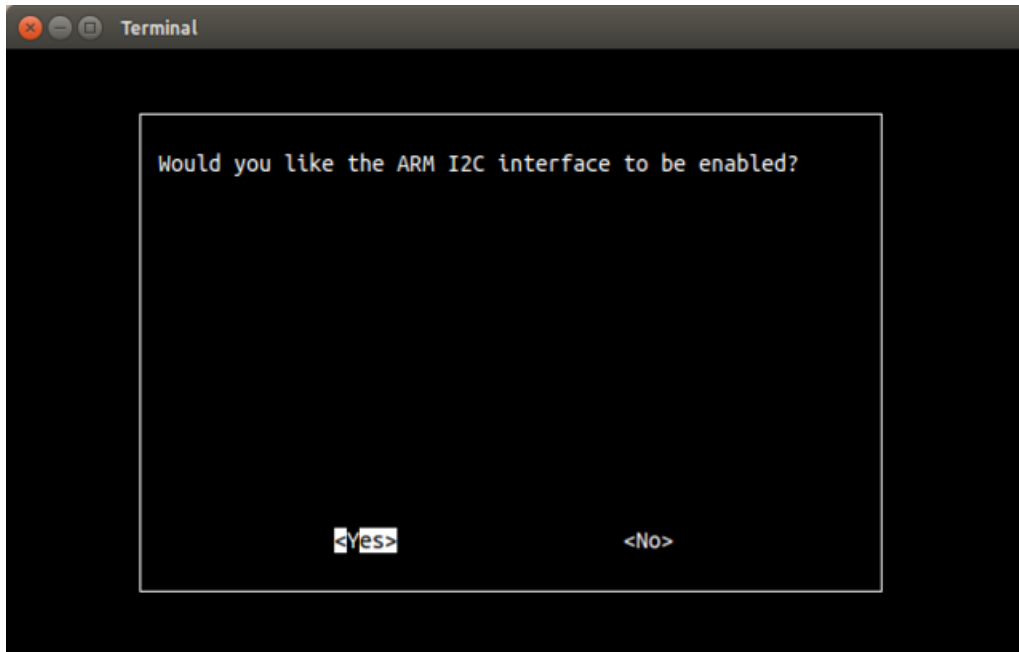 Terminal
Would you like the ARM I2C interface to be enabled?
<Yes> <No>